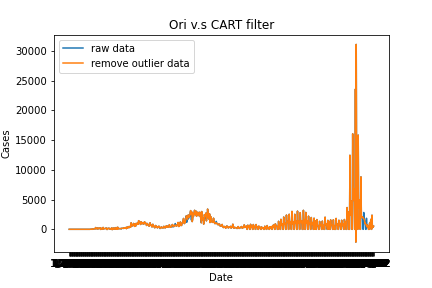 Ori v.s CART filter
raw data
remove outlier data
30000
25000
20000
15000
10000
5000
0
Cases
Date